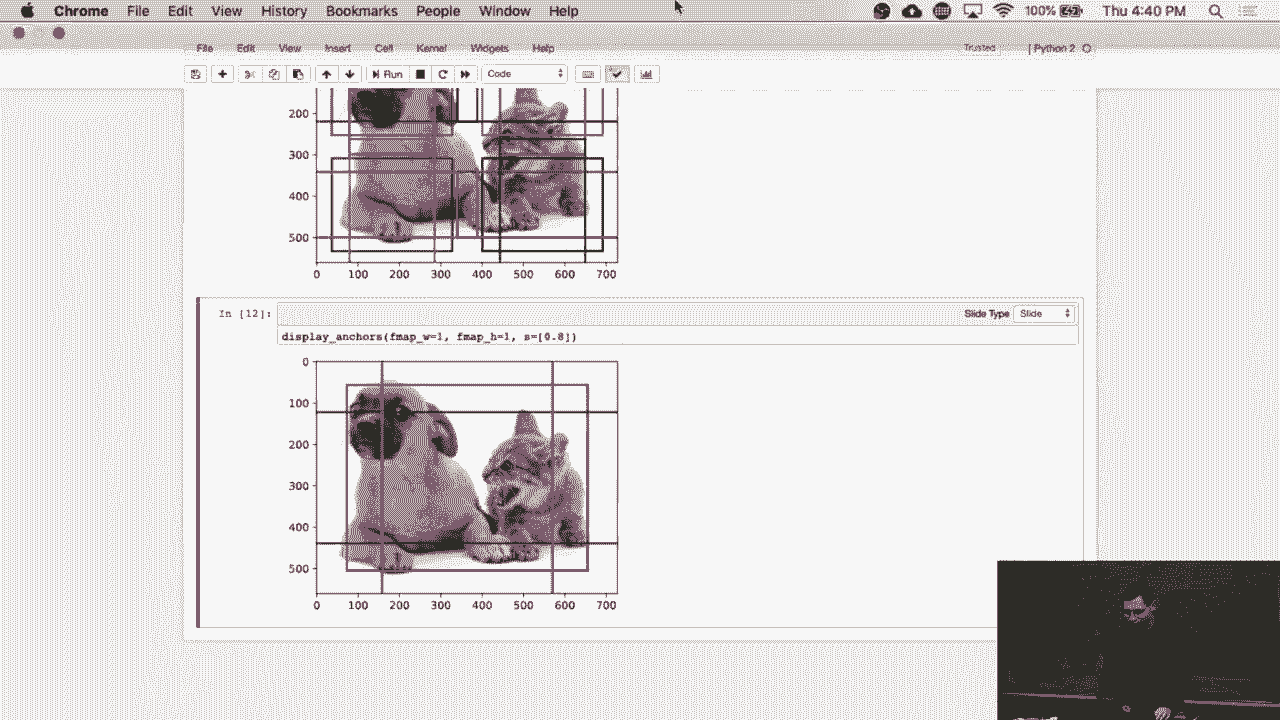 Chrome File Edit View History Bookmarks People Window Help 100% Thu 4:40 PM
File Edit View Insert Cell Kernel Widgets Help Trusted | Python 2
Run Code
200
300
400
500
0 100 200 300 400 500 600 700
In [12]: Slide Type Slide
display_anchors(fmap_w=1, fmap_h=1, s=[0.8])
0
100
200
300
400
500
0 100 200 300 400 500 600 700